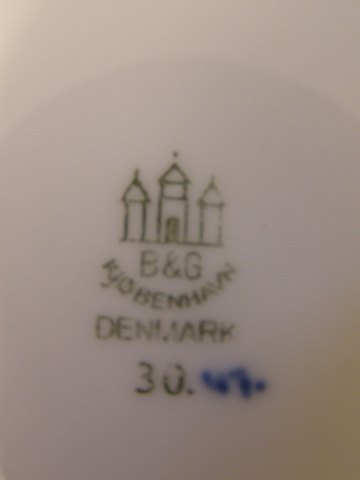 B&G
KJØBENHAVN
DENMARK
30.